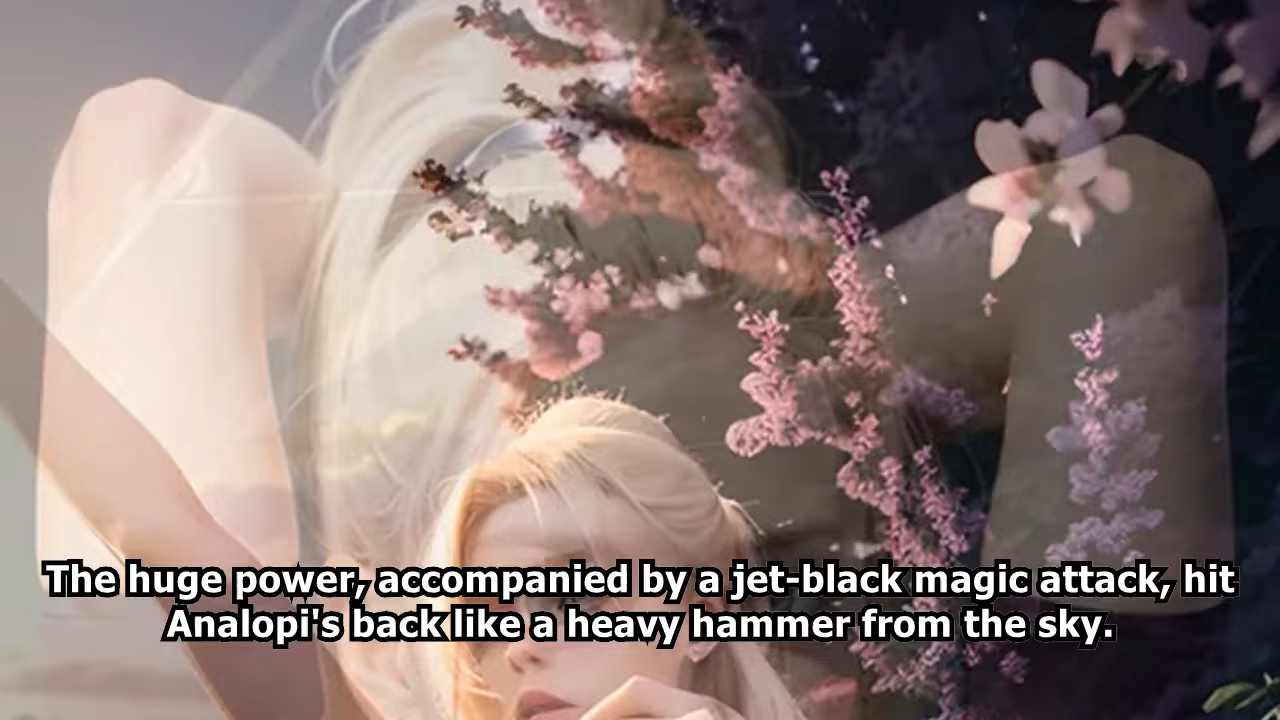 The huge power, accompanied by a jet-black magic attack, hit
Analopi's back like a heavy hammer from the sky.